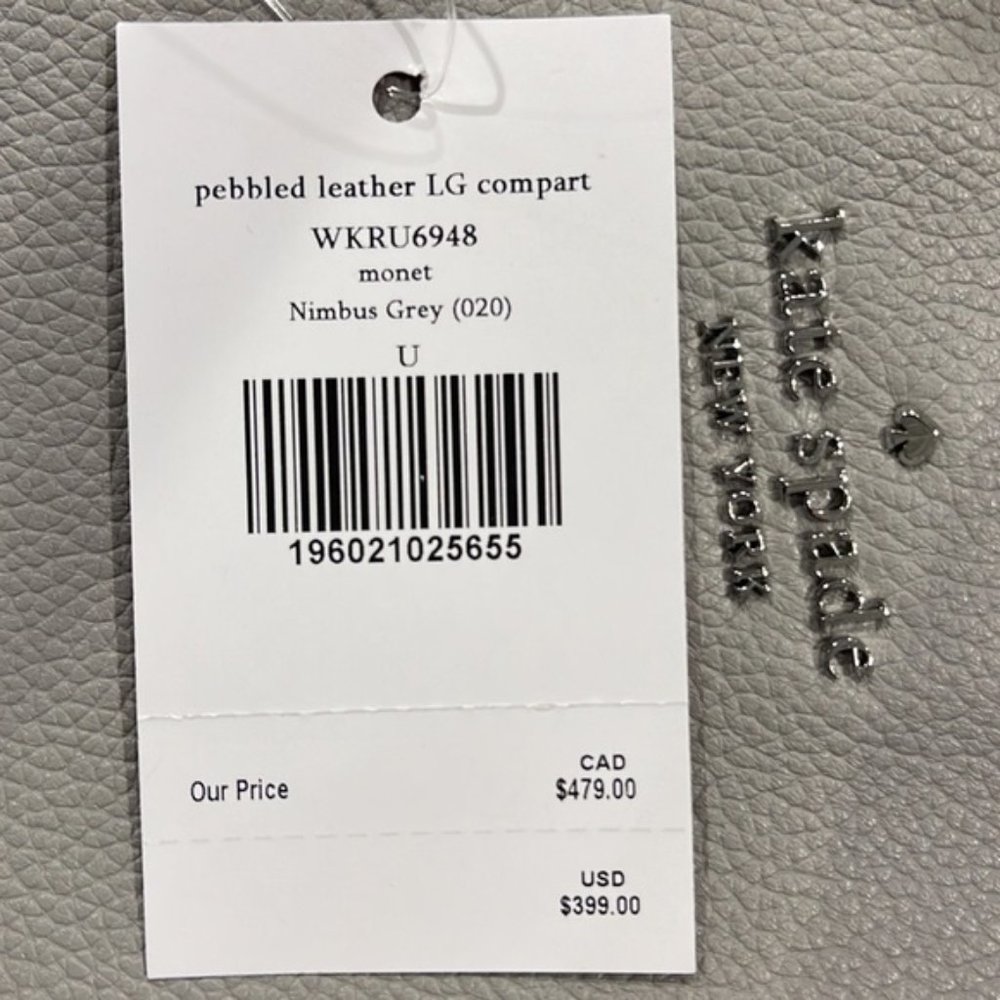 pebbled leather LG compart
WKRU6948
monet
Nimbus Grey (020)
U
196021025655
Our Price
CAD
$479.00
USD
$399.00
kate spade
NEW YORK